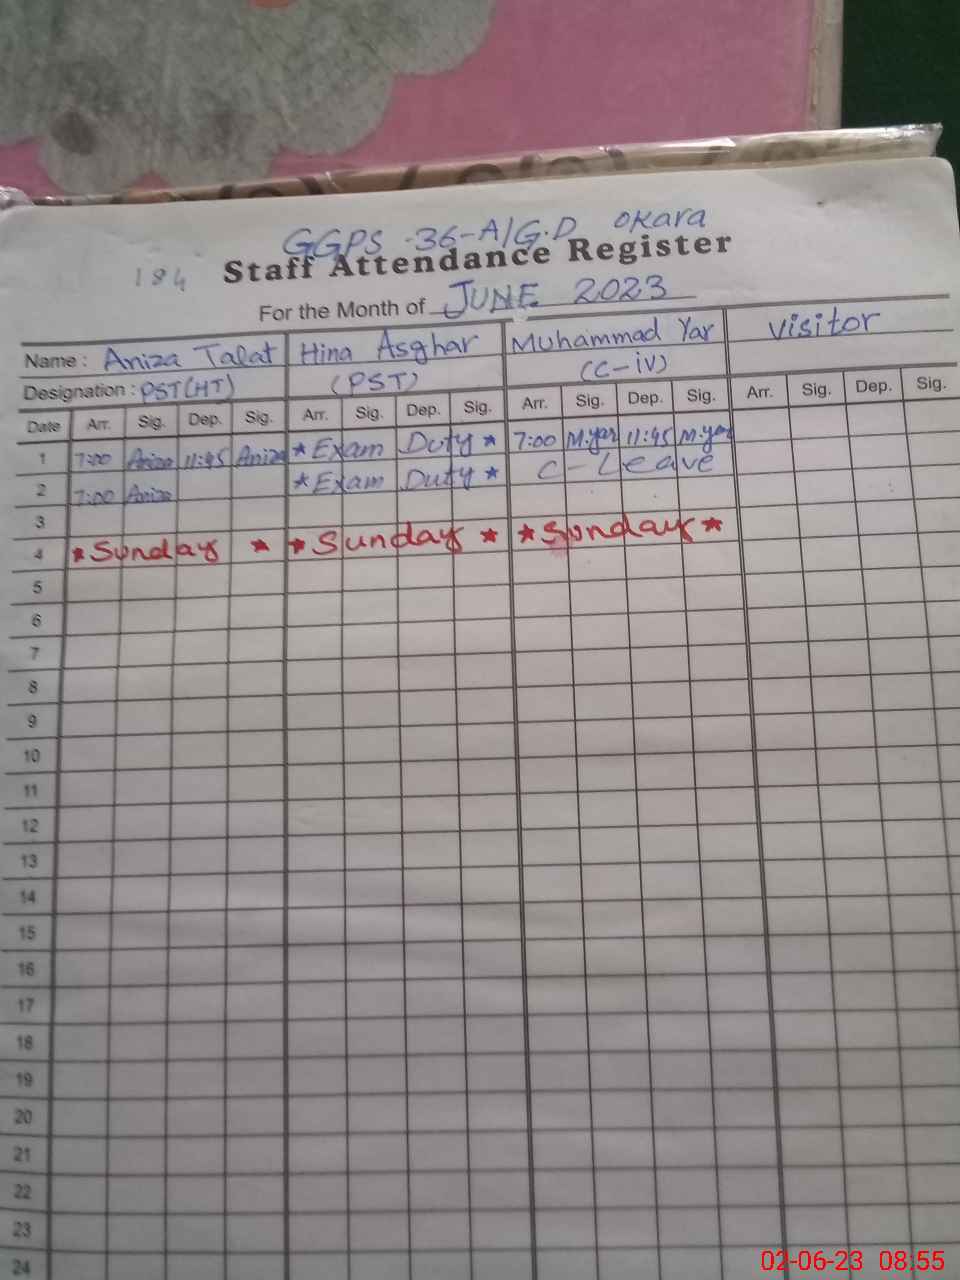 GGPS 36-A/G.D Okara
184
Staff Attendance Register
For the Month of JUNE 2023
Name : Aniza Talat Hina Asghar Muhammad Yar Visitor
Designation : PST(HT) (PST) (C-iv)
Date Arr. Sig. Dep. Sig. Arr. Sig. Dep. Sig. Arr. Sig. Dep. Sig. Arr. Sig. Dep. Sig.
1 7:00 Aniza 11:45 Aniza * Exam Duty * 7:00 M.yar 11:45 M.yar
2 7:00 Aniza * Exam Duty * C-Leave
3
4 * Sunday * * Sunday * * Sunday *
5
6
7
8
9
10
11
12
13
14
15
16
17
18
19
20
21
22
23
24
02-06-23 08:55